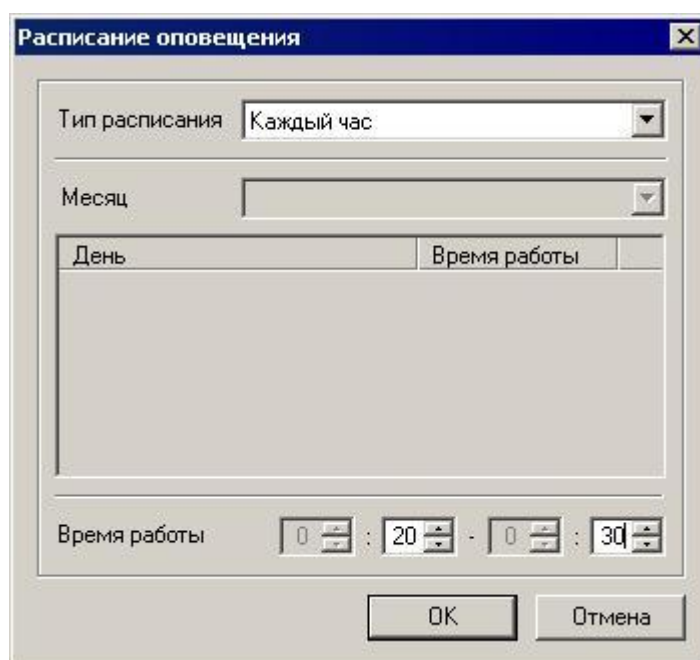 Расписание оповещения
Тип расписания Каждый час
Месяц
День Время работы
Время работы 0 : 20 - 0 : 30
OK Отмена